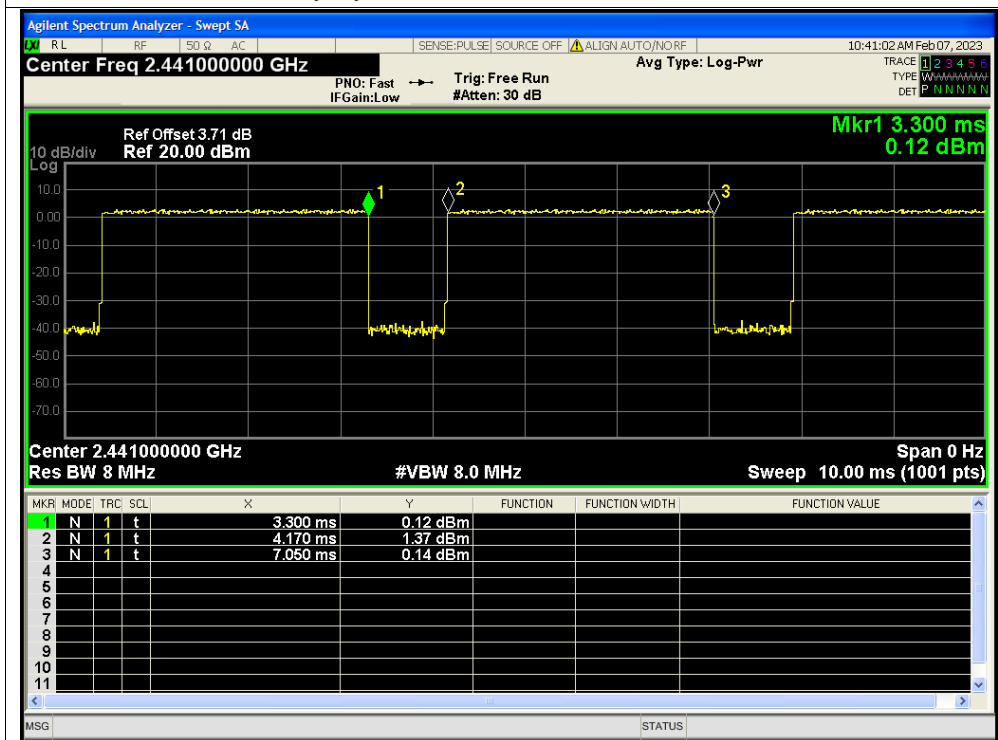 Agilent Spectrum Analyzer - Swept SA
LXI RL RF 50 Ω AC SENSE:PULSE SOURCE OFF ALIGN AUTO/NO RF 10:41:02 AM Feb 07, 2023
Center Freq 2.441000000 GHz Avg Type: Log-Pwr TRACE 1 2 3 4 5 6
PNO: Fast Trig: Free Run TYPE WWWWWW
IFGain:Low #Atten: 30 dB DET P N N N N N
Mkr1 3.300 ms
0.12 dBm
Ref Offset 3.71 dB
10 dB/div Ref 20.00 dBm
Log
10.0
0.00
-10.0
-20.0
-30.0
-40.0
-50.0
-60.0
-70.0
1
2
3
Center 2.441000000 GHz Span 0 Hz
Res BW 8 MHz #VBW 8.0 MHz Sweep 10.00 ms (1001 pts)
MKR MODE TRC SCL X Y FUNCTION FUNCTION WIDTH FUNCTION VALUE
1 N 1 t 3.300 ms 0.12 dBm
2 N 1 t 4.170 ms 1.37 dBm
3 N 1 t 7.050 ms 0.14 dBm
4
5
6
7
8
9
10
11
MSG STATUS